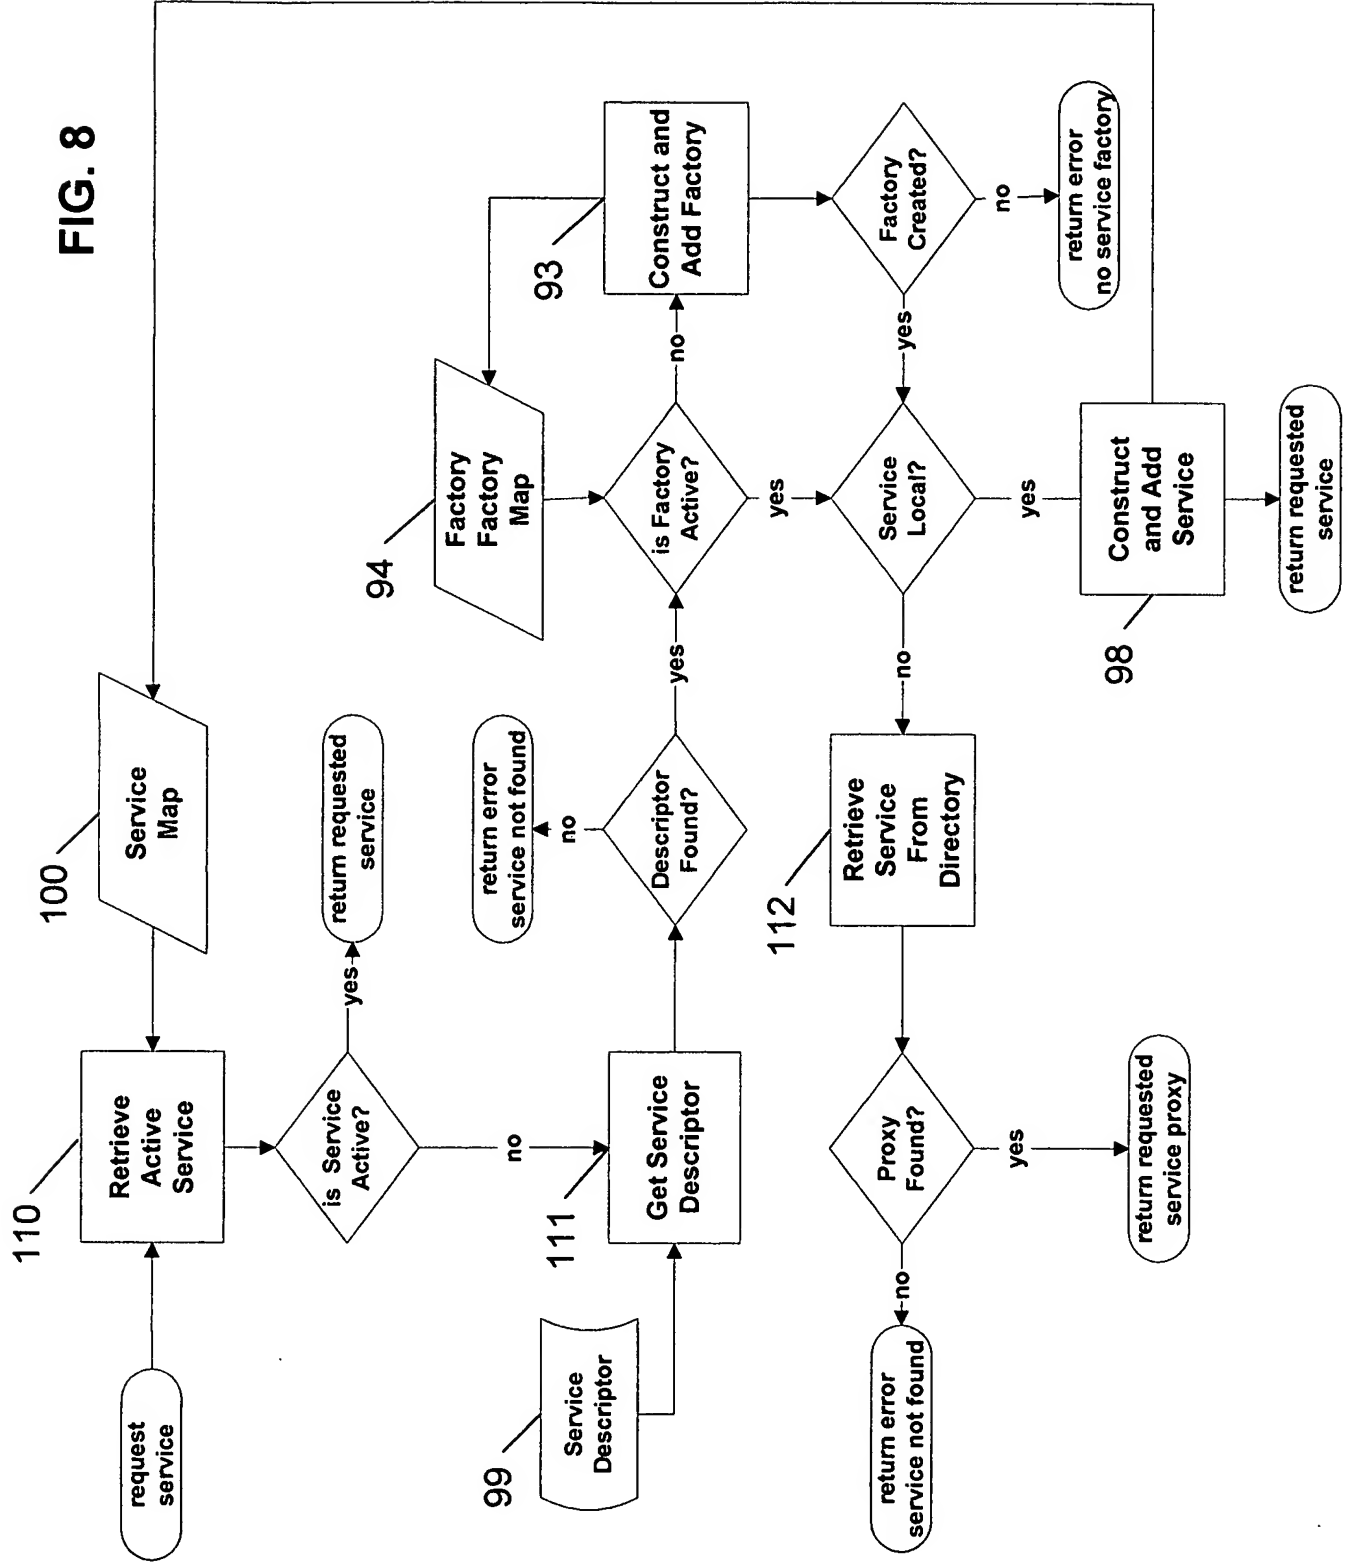 FIG. 8
110
100
request
service
Retrieve
Active
Service
Service
Map
is Service
Active?
yes
return requested
service
no
99
Service
Descriptor
111
Get Service
Descriptor
Descriptor
Found?
no
return error
service not found
yes
94
Factory
Factory
Map
is Factory
Active?
no
93
Construct and
Add Factory
yes
Factory
Created?
no
return error
no service factory
yes
Service
Local?
no
112
Retrieve
Service
From
Directory
Proxy
Found?
no
return error
service not found
yes
return requested
service proxy
yes
98
Construct
and Add
Service
return requested
service